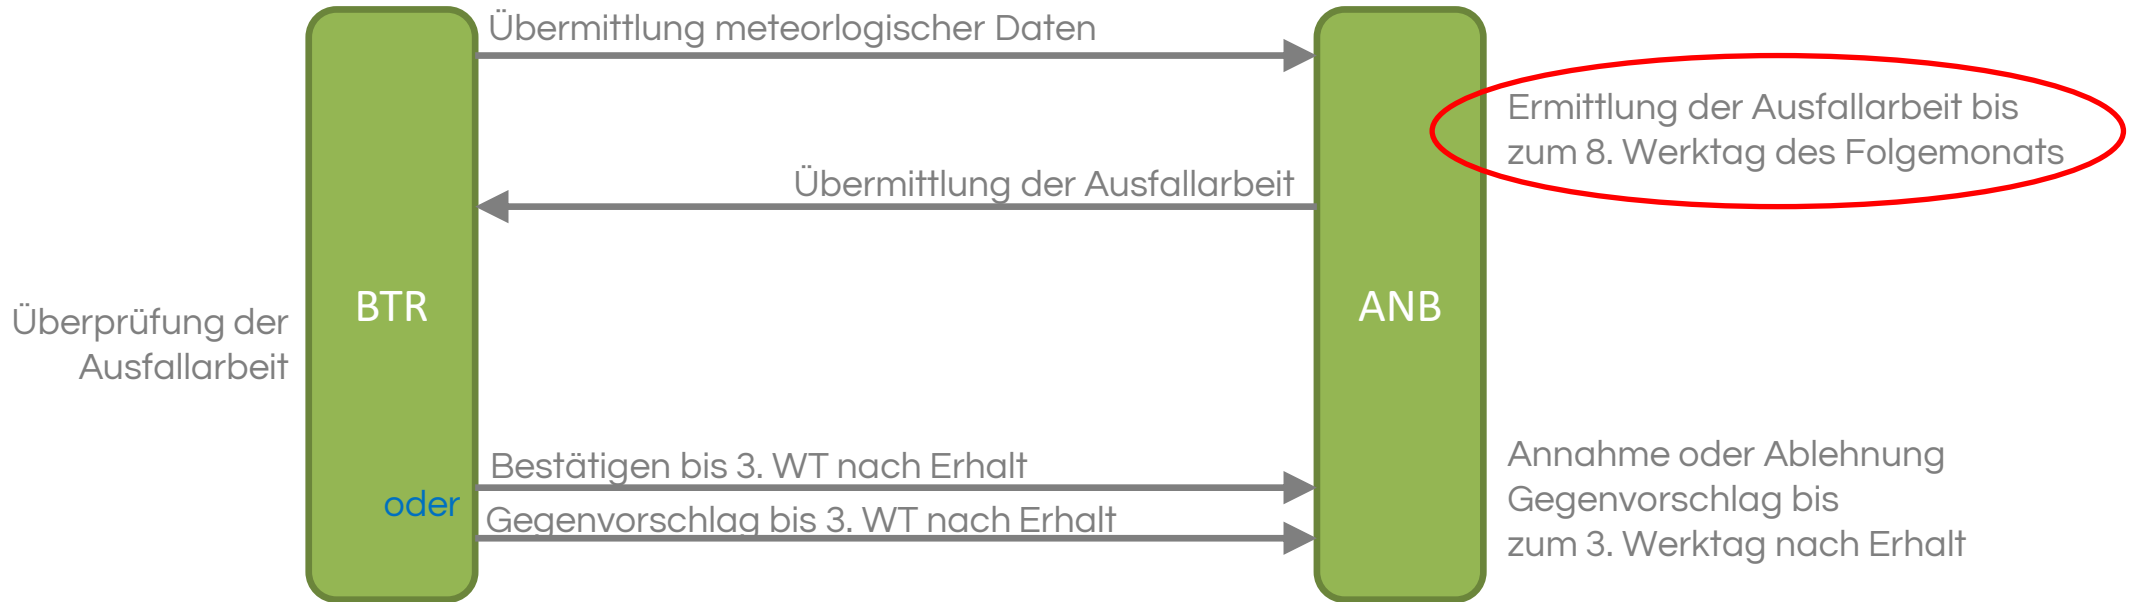 Übermittlung meteorlogischer Daten
Ermittlung der Ausfallarbeit bis
zum 8. Werktag des Folgemonats
Übermittlung der Ausfallarbeit
BTR
ANB
Überprüfung der
Ausfallarbeit
Bestätigen bis 3. WT nach Erhalt
oder
Gegenvorschlag bis 3. WT nach Erhalt
Annahme oder Ablehnung
Gegenvorschlag bis
zum 3. Werktag nach Erhalt